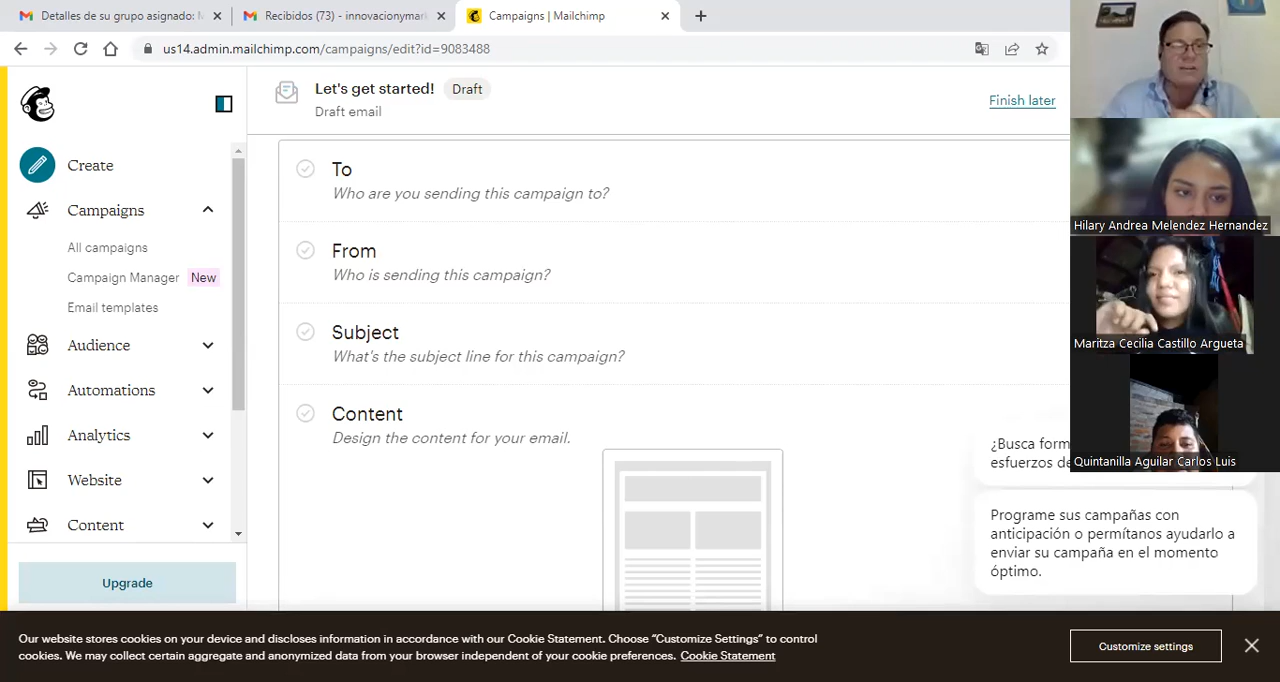 Detalles de su grupo asignado: M
Recibidos (73) - innovacionymark
Campaigns | Mailchimp
us14.admin.mailchimp.com/campaigns/edit?id=9083488
Let's get started!
Draft
Draft email
Finish later
Create
Campaigns
All campaigns
Campaign Manager
New
Email templates
Audience
Automations
Analytics
Website
Content
Upgrade
To
Who are you sending this campaign to?
From
Who is sending this campaign?
Subject
What's the subject line for this campaign?
Content
Design the content for your email.
Hilary Andrea Melendez Hernandez
Maritza Cecilia Castillo Argueta
Quintanilla Aguilar Carlos Luis
¿Busca form
esfuerzos de
Programe sus campañas con
anticipación o permítanos ayudarlo a
enviar su campaña en el momento
óptimo.
Our website stores cookies on your device and discloses information in accordance with our Cookie Statement. Choose “Customize Settings” to control
cookies. We may collect certain aggregate and anonymized data from your browser independent of your cookie preferences. Cookie Statement
Customize settings